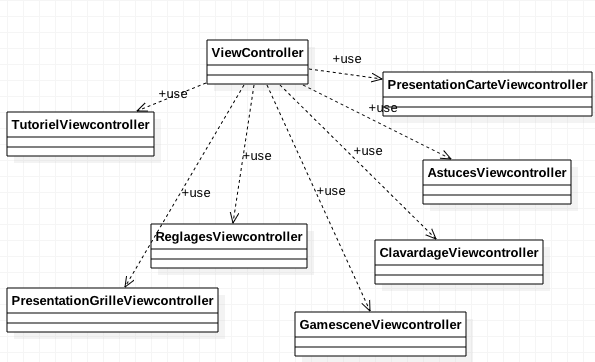 ViewController
+use
PresentationCarteViewcontroller
+use
+use
TutorielViewcontroller
+use
+use
AstucesViewcontroller
+use
+use
ReglagesViewcontroller
ClavardageViewcontroller
PresentationGrilleViewcontroller
GamesceneViewcontroller